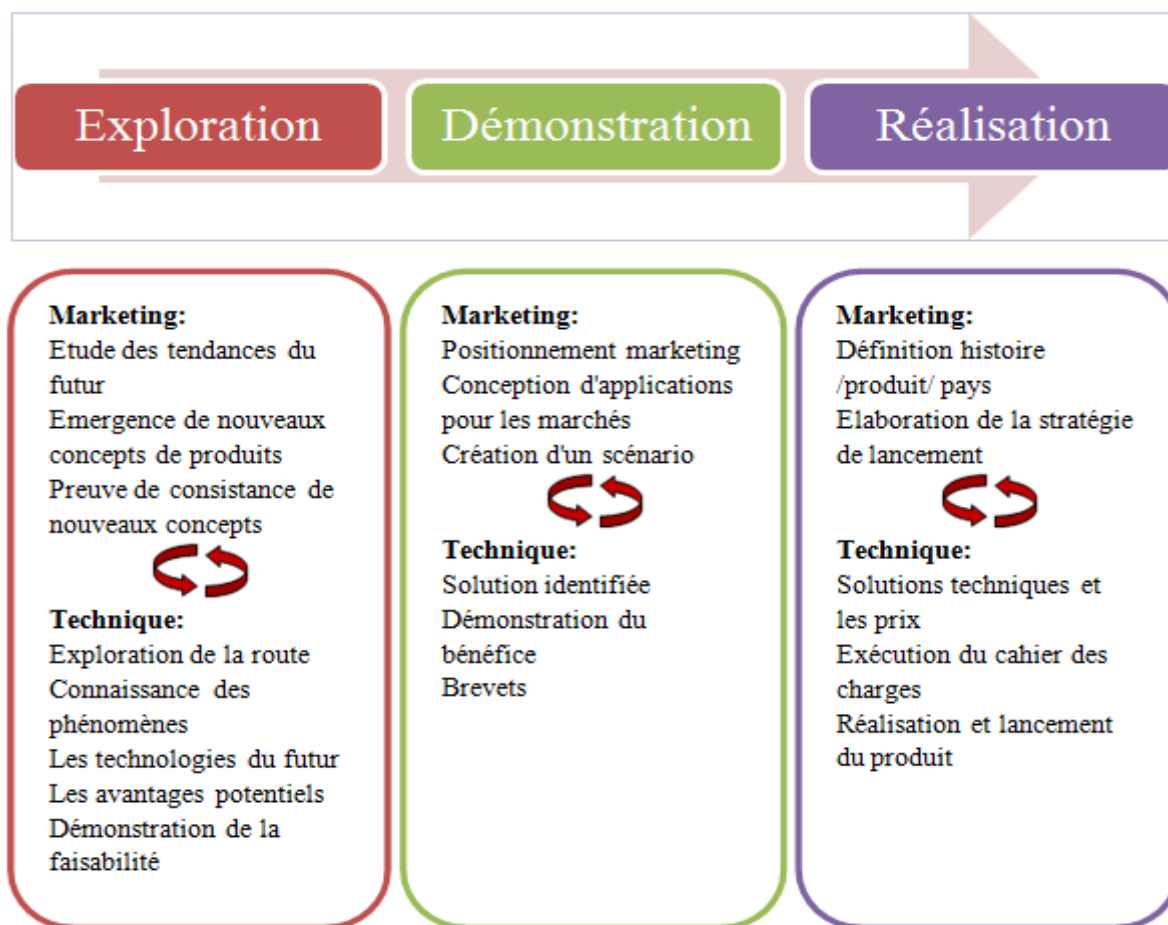 Exploration
Démonstration
Réalisation
Marketing:
Etude des tendances du
futur
Emergence de nouveaux
concepts de produits
Preuve de consistance de
nouveaux concepts
Technique:
Exploration de la route
Connaissance des
phénomènes
Les technologies du futur
Les avantages potentiels
Démonstration de la
faisabilité
Marketing:
Positionnement marketing
Conception d'applications
pour les marchés
Création d'un scénario
Technique:
Solution identifiée
Démonstration du
bénéfice
Brevets
Marketing:
Définition histoire
/produit/ pays
Elaboration de la stratégie
de lancement
Technique:
Solutions techniques et
les prix
Exécution du cahier des
charges
Réalisation et lancement
du produit